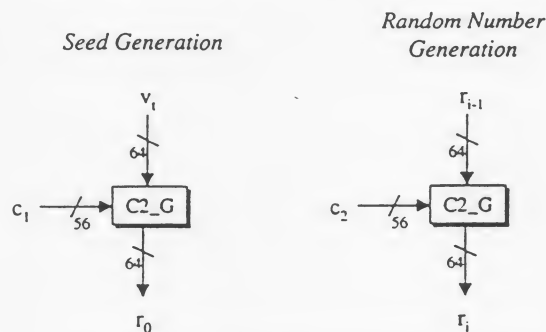 Seed Generation
Random Number
Generation
v_t
r_{i-1}
64
64
c_1
56
C2_G
c_2
56
C2_G
64
64
r_0
r_i